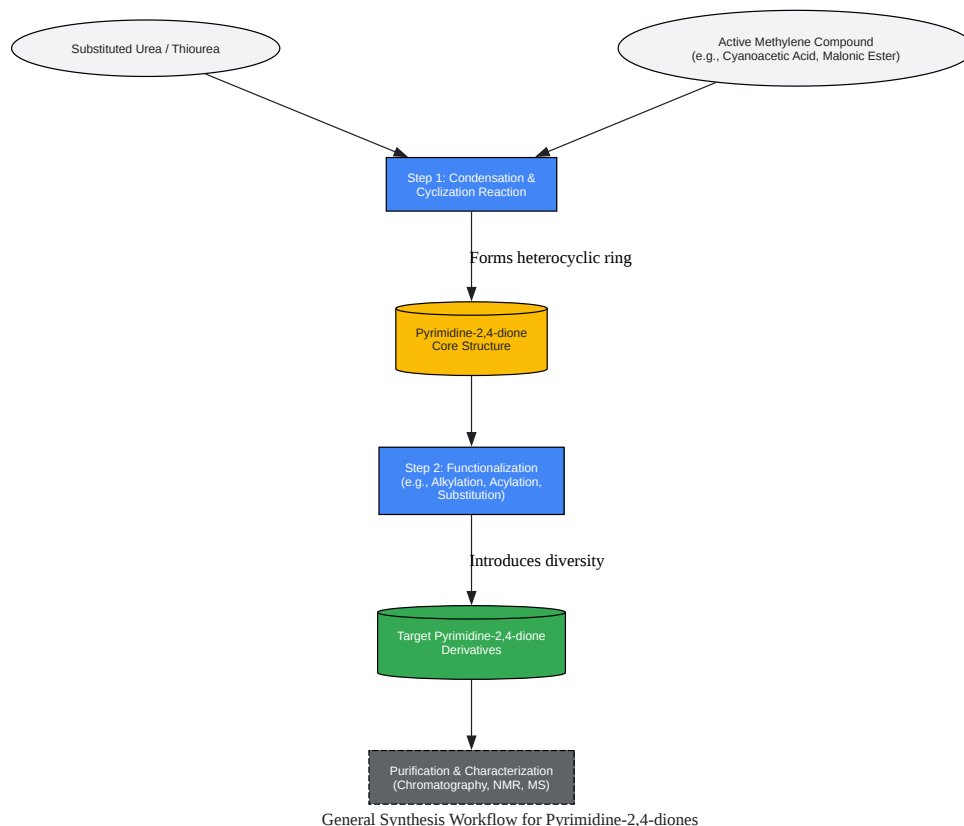 Substituted Urea / Thiourea
Active Methylene Compound
(e.g., Cyanoacetic Acid, Malonic Ester)
Step 1: Condensation &
Cyclization Reaction
Forms heterocyclic ring
Pyrimidine-2,4-dione
Core Structure
Step 2: Functionalization
(e.g., Alkylation, Acylation,
Substitution)
Introduces diversity
Target Pyrimidine-2,4-dione
Derivatives
Purification & Characterization
(Chromatography, NMR, MS)
General Synthesis Workflow for Pyrimidine-2,4-diones